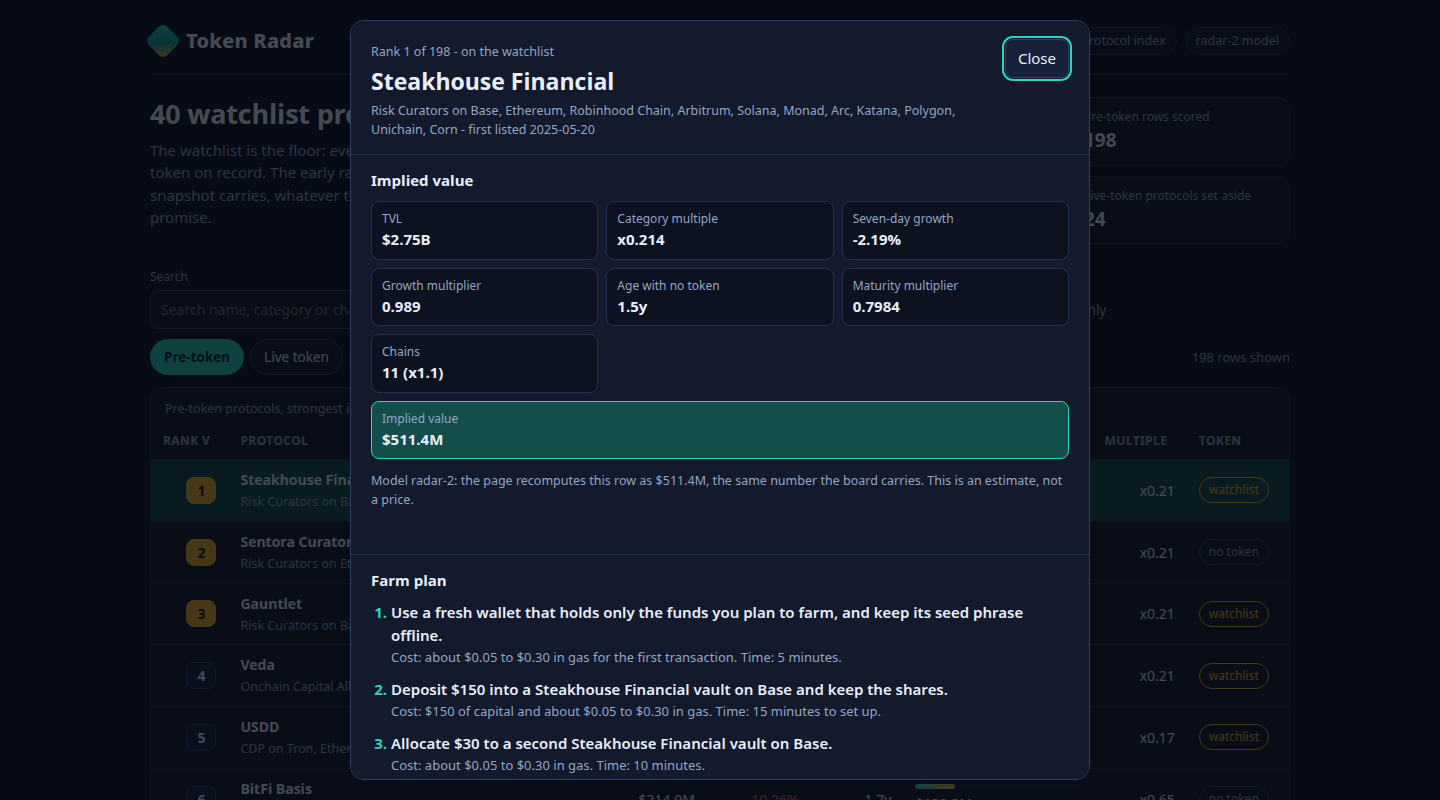 Token Radar
rotocol index
radar-2 model
40 watchlist pr
The watchlist is the floor: eve
token on record. The early ra
snapshot carries, whatever t
promise.
re-token rows scored
198
ive-token protocols set aside
24
Search
Search name, category or cha
nly
Pre-token
Live token
198 rows shown
Pre-token protocols, strongest i
RANK V
PROTOCOL
MULTIPLE
TOKEN
1
Steakhouse Fina
Risk Curators on Ba
x0.21
watchlist
2
Sentora Curator
Risk Curators on Et
x0.21
no token
3
Gauntlet
Risk Curators on Ba
x0.21
watchlist
4
Veda
Onchain Capital All
x0.21
watchlist
5
USDD
CDP on Tron, Ether
x0.17
watchlist
BitFi Basis
Rank 1 of 198 - on the watchlist
Steakhouse Financial
Risk Curators on Base, Ethereum, Robinhood Chain, Arbitrum, Solana, Monad, Arc, Katana, Polygon,
Unichain, Corn - first listed 2025-05-20
Close
Implied value
TVL
$2.75B
Category multiple
x0.214
Seven-day growth
-2.19%
Growth multiplier
0.989
Age with no token
1.5y
Maturity multiplier
0.7984
Chains
11 (x1.1)
Implied value
$511.4M
Model radar-2: the page recomputes this row as $511.4M, the same number the board carries. This is an estimate, not
a price.
Farm plan
1. Use a fresh wallet that holds only the funds you plan to farm, and keep its seed phrase
offline.
Cost: about $0.05 to $0.30 in gas for the first transaction. Time: 5 minutes.
2. Deposit $150 into a Steakhouse Financial vault on Base and keep the shares.
Cost: $150 of capital and about $0.05 to $0.30 in gas. Time: 15 minutes to set up.
3. Allocate $30 to a second Steakhouse Financial vault on Base.
Cost: about $0.05 to $0.30 in gas. Time: 10 minutes.